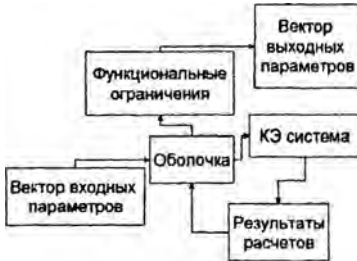 Вектор
выходных
параметров
Функциональные
ограничения
Оболочка
КЭ система
Вектор входных
параметров
Результаты
расчетов